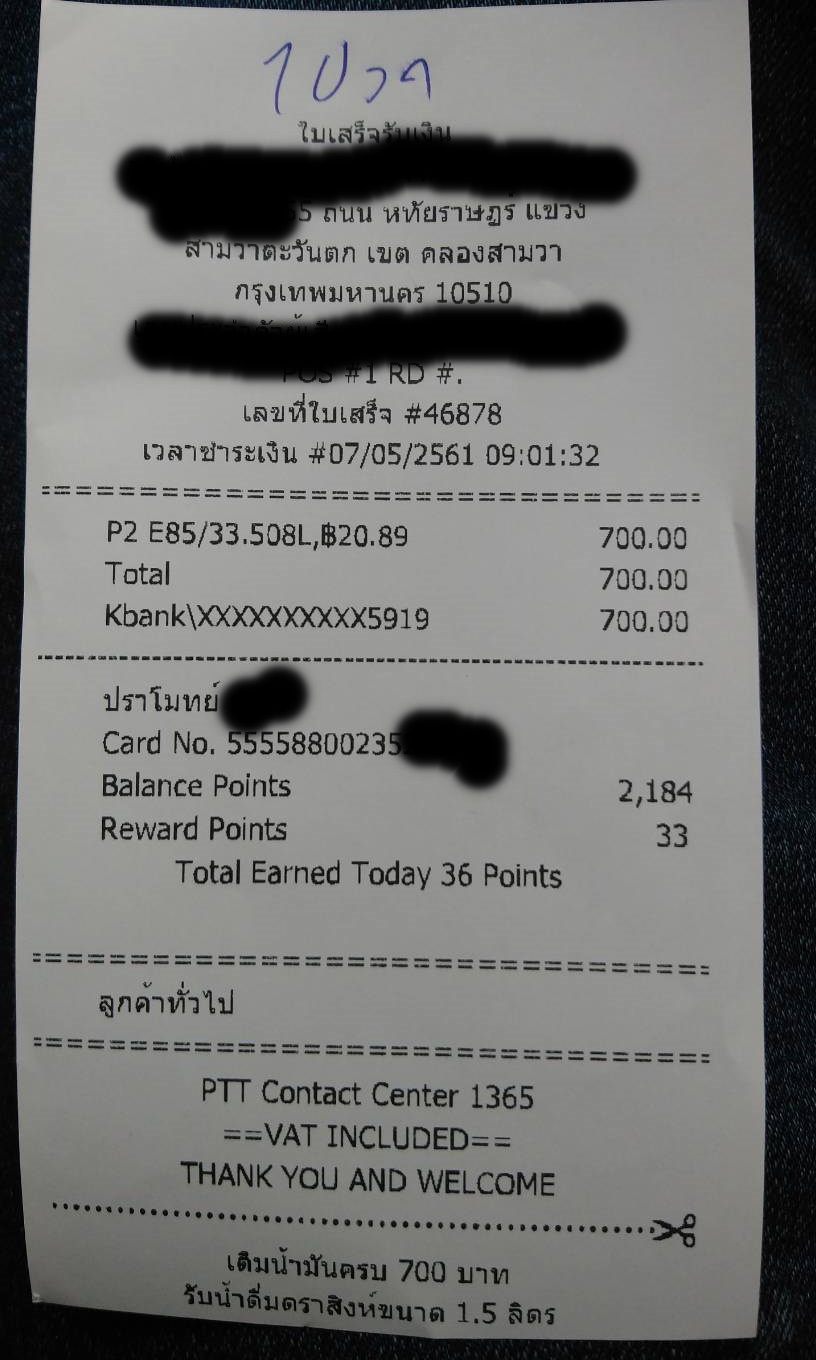 1ขวด
ใบเสร็จรับเงิน
ถนน หทัยราษฎร์ แขวง
สามวาตะวันตก เขต คลองสามวา
กรุงเทพมหานคร 10510
POS #1 RD #.
เลขที่ใบเสร็จ #46878
เวลาชำระเงิน #07/05/2561 09:01:32
P2 E85/33.508L,฿20.89 700.00
Total 700.00
Kbank\XXXXXXXXXX5919 700.00
ปราโมทย์
Card No. 55558800235
Balance Points 2,184
Reward Points 33
Total Earned Today 36 Points
ลูกค้าทั่วไป
PTT Contact Center 1365
==VAT INCLUDED==
THANK YOU AND WELCOME
เติมน้ำมันครบ 700 บาท
รับน้ำดื่มตราสิงห์ขนาด 1.5 ลิตร